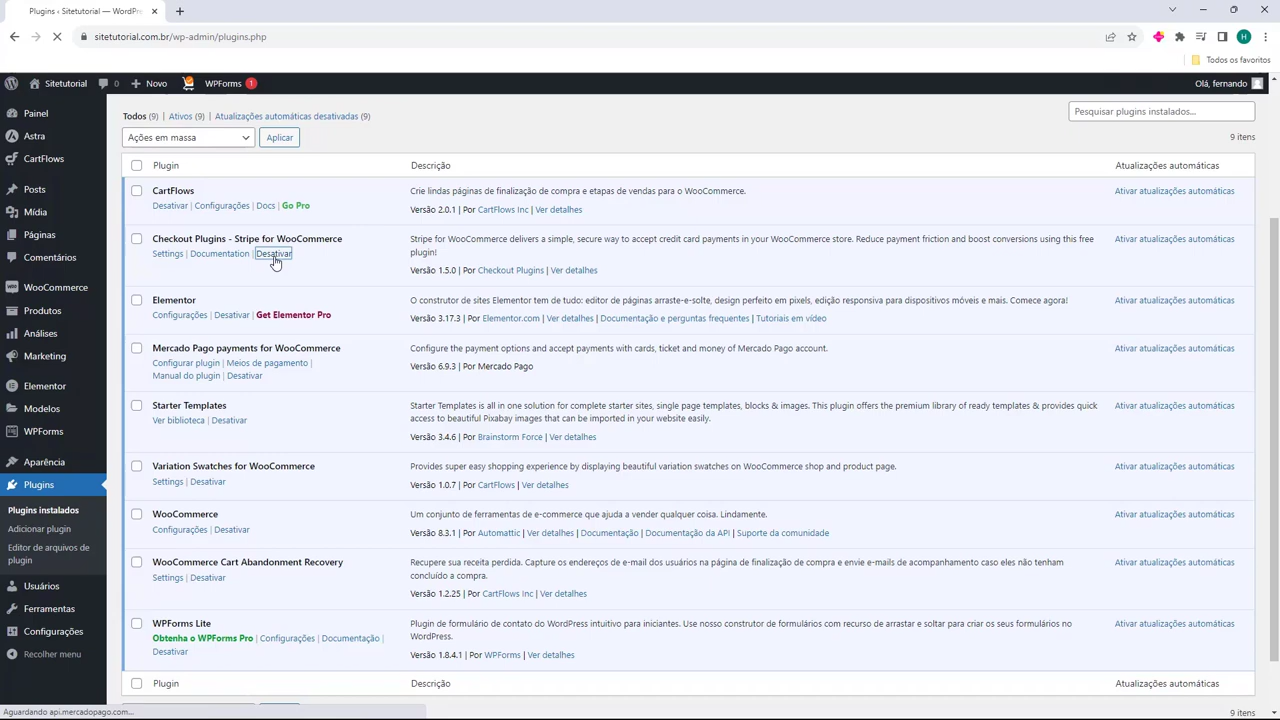 Plugins ‹ Sitetutorial — WordPr
sitetutorial.com.br/wp-admin/plugins.php
H
Todos os favoritos
Sitetutorial
0
Novo
WPForms 1
Olá, fernando
Painel
Astra
CartFlows
Posts
Mídia
Páginas
Comentários
WooCommerce
Produtos
Análises
Marketing
Elementor
Modelos
WPForms
Aparência
Plugins
Plugins instalados
Adicionar plugin
Editor de arquivos de
plugin
Usuários
Ferramentas
Configurações
Recolher menu
Todos (9) | Ativos (9) | Atualizações automáticas desativadas (9)
Pesquisar plugins instalados...
Ações em massa
Aplicar
9 itens
Plugin
Descrição
Atualizações automáticas
CartFlows
Desativar | Configurações | Docs | Go Pro
Crie lindas páginas de finalização de compra e etapas de vendas para o WooCommerce.
Versão 2.0.1 | Por CartFlows Inc | Ver detalhes
Ativar atualizações automáticas
Checkout Plugins - Stripe for WooCommerce
Settings | Documentation | Desativar
Stripe for WooCommerce delivers a simple, secure way to accept credit card payments in your WooCommerce store. Reduce payment friction and boost conversions using this free
plugin!
Versão 1.5.0 | Por Checkout Plugins | Ver detalhes
Ativar atualizações automáticas
Elementor
Configurações | Desativar | Get Elementor Pro
O construtor de sites Elementor tem de tudo: editor de páginas arraste-e-solte, design perfeito em pixels, edição responsiva para dispositivos móveis e mais. Comece agora!
Versão 3.17.3 | Por Elementor.com | Ver detalhes | Documentação e perguntas frequentes | Tutoriais em vídeo
Ativar atualizações automáticas
Mercado Pago payments for WooCommerce
Configurar plugin | Meios de pagamento |
Manual do plugin | Desativar
Configure the payment options and accept payments with cards, ticket and money of Mercado Pago account.
Versão 6.9.3 | Por Mercado Pago
Ativar atualizações automáticas
Starter Templates
Ver biblioteca | Desativar
Starter Templates is all in one solution for complete starter sites, single page templates, blocks & images. This plugin offers the premium library of ready templates & provides quick
access to beautiful Pixabay images that can be imported in your website easily.
Versão 3.4.6 | Por Brainstorm Force | Ver detalhes
Ativar atualizações automáticas
Variation Swatches for WooCommerce
Settings | Desativar
Provides super easy shopping experience by displaying beautiful variation swatches on WooCommerce shop and product page.
Versão 1.0.7 | Por CartFlows | Ver detalhes
Ativar atualizações automáticas
WooCommerce
Configurações | Desativar
Um conjunto de ferramentas de e-commerce que ajuda a vender qualquer coisa. Lindamente.
Versão 8.3.1 | Por Automattic | Ver detalhes | Documentação | Documentação da API | Suporte da comunidade
Ativar atualizações automáticas
WooCommerce Cart Abandonment Recovery
Settings | Desativar
Recupere sua receita perdida. Capture os endereços de e-mail dos usuários na página de finalização de compra e envie e-mails de acompanhamento caso eles não tenham
concluído a compra.
Versão 1.2.25 | Por CartFlows Inc | Ver detalhes
Ativar atualizações automáticas
WPForms Lite
Obtenha o WPForms Pro | Configurações | Documentação |
Desativar
Plugin de formulário de contato do WordPress intuitivo para iniciantes. Use nosso construtor de formulários com recurso de arrastar e soltar para criar os seus formulários no
WordPress.
Versão 1.8.4.1 | Por WPForms | Ver detalhes
Ativar atualizações automáticas
Plugin
Descrição
Atualizações automáticas
9 itens
Aguardando api.mercadopago.com...